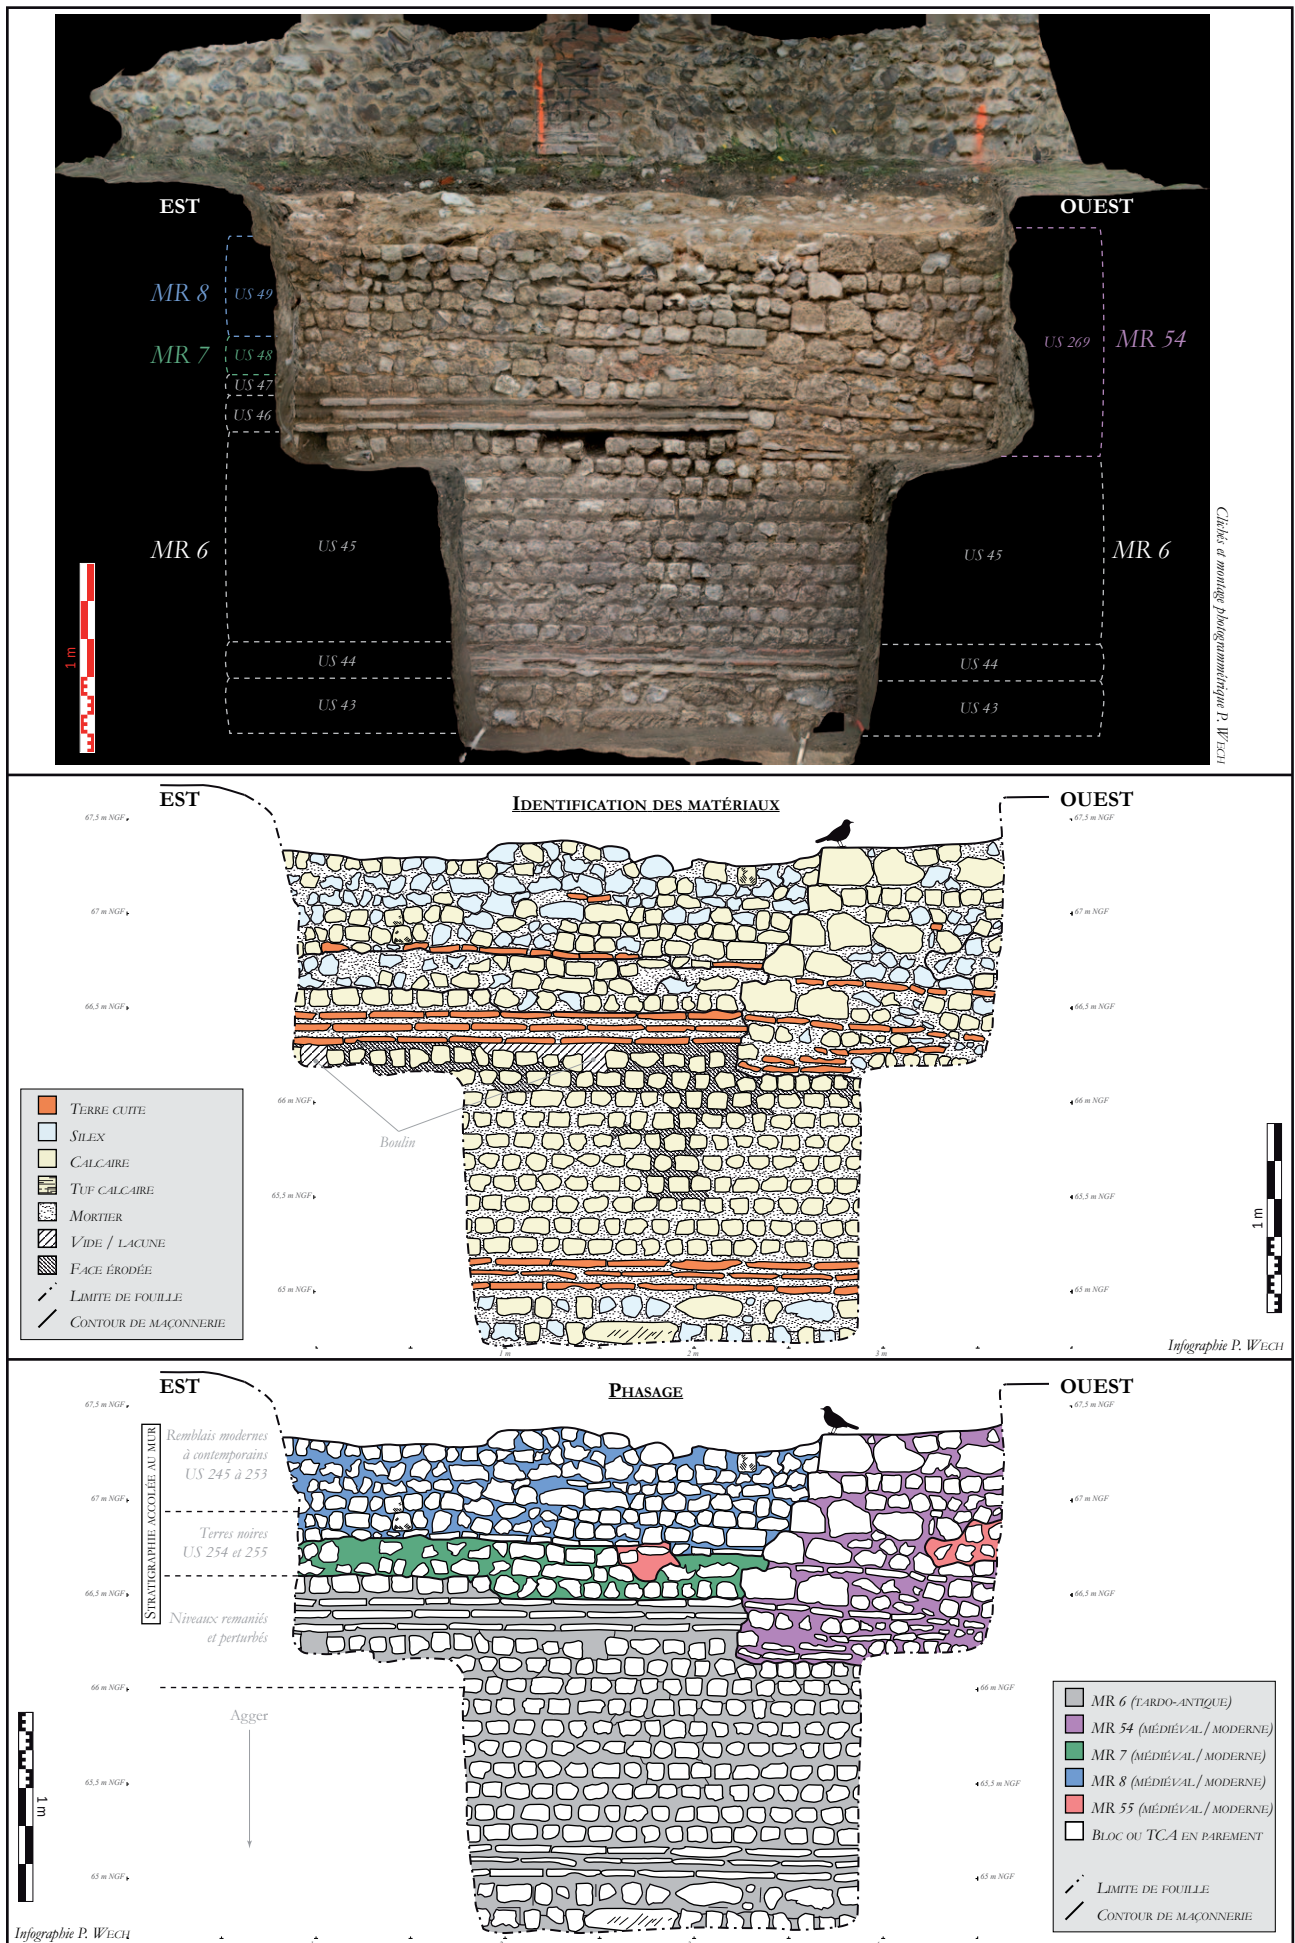 EST
OUEST
MR 8
US 49
MR 7
US 48
US 47
US 46
US 269
MR 54
MR 6
US 45
US 45
MR 6
US 44
US 44
US 43
US 43
1 m
Clichés et montage photogrammétrique P. WECH
EST
IDENTIFICATION DES MATÉRIAUX
OUEST
67,5 m NGF
67,5 m NGF
67 m NGF
67 m NGF
66,5 m NGF
66,5 m NGF
66 m NGF
66 m NGF
Boulin
65,5 m NGF
65,5 m NGF
65 m NGF
65 m NGF
TERRE CUITE
SILEX
CALCAIRE
TUF CALCAIRE
MORTIER
VIDE / LACUNE
FACE ÉRODÉE
LIMITE DE FOUILLE
CONTOUR DE MAÇONNERIE
1 m
1 m
2 m
3 m
Infographie P. WECH
EST
PHASAGE
OUEST
67,5 m NGF
67,5 m NGF
STRATIGRAPHIE ACCOLÉE AU MUR
Remblais modernes
à contemporains
US 245 à 253
67 m NGF
67 m NGF
Terres noires
US 254 et 255
66,5 m NGF
66,5 m NGF
Niveaux remaniés
et perturbés
66 m NGF
66 m NGF
Agger
65,5 m NGF
65,5 m NGF
65 m NGF
65 m NGF
1 m
MR 6 (TARDO-ANTIQUE)
MR 54 (MÉDIÉVAL/MODERNE)
MR 7 (MÉDIÉVAL/MODERNE)
MR 8 (MÉDIÉVAL/MODERNE)
MR 55 (MÉDIÉVAL/MODERNE)
BLOC OU TCA EN PAREMENT
LIMITE DE FOUILLE
CONTOUR DE MAÇONNERIE
Infographie P. WECH